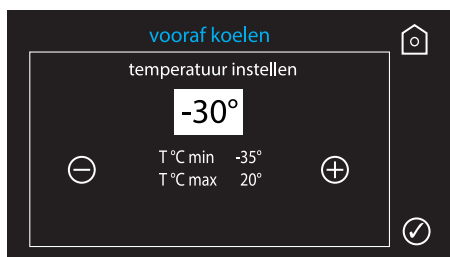 vooraf koelen
temperatuur instellen
-30°
T °C min -35°
T °C max 20°